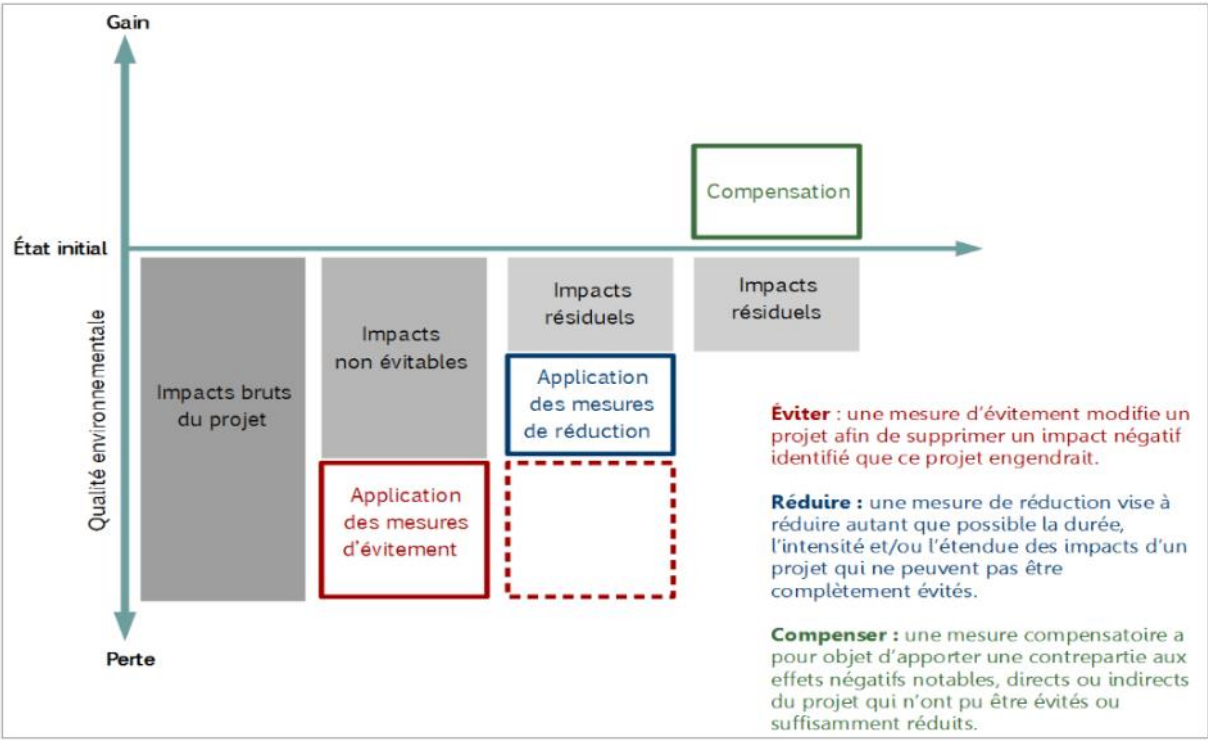 Gain
Compensation
État initial
Qualité environnementale
Impacts bruts
du projet
Impacts
non évitables
Application
des mesures
d'évitement
Impacts
résiduels
Application
des mesures
de réduction
Impacts
résiduels
Perte
Éviter : une mesure d'évitement modifie un
projet afin de supprimer un impact négatif
identifié que ce projet engendrait.
Réduire : une mesure de réduction vise à
réduire autant que possible la durée,
l'intensité et/ou l'étendue des impacts d'un
projet qui ne peuvent pas être
complètement évités.
Compenser : une mesure compensatoire a
pour objet d'apporter une contrepartie aux
effets négatifs notables, directs ou indirects
du projet qui n'ont pu être évités ou
suffisamment réduits.